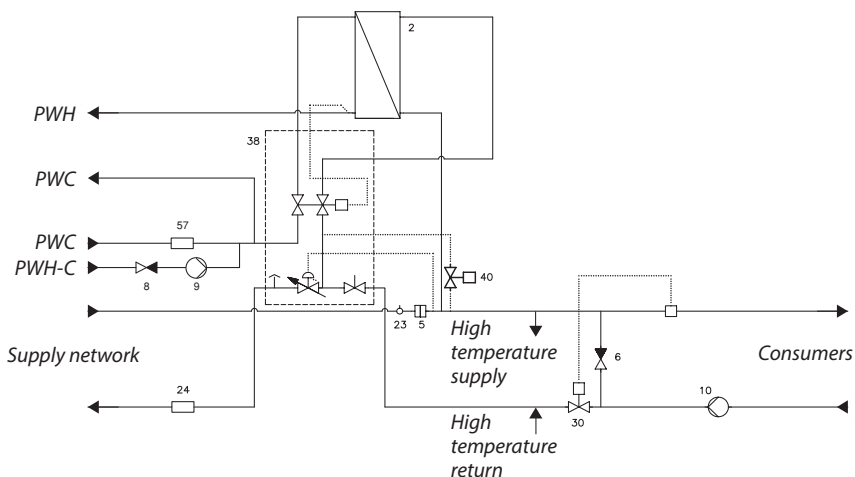 2
PWH
38
PWC
57
PWC
PWH-C
8
9
40
23
5
High
temperature
supply
Supply network
6
Consumers
24
10
30
High
temperature
return